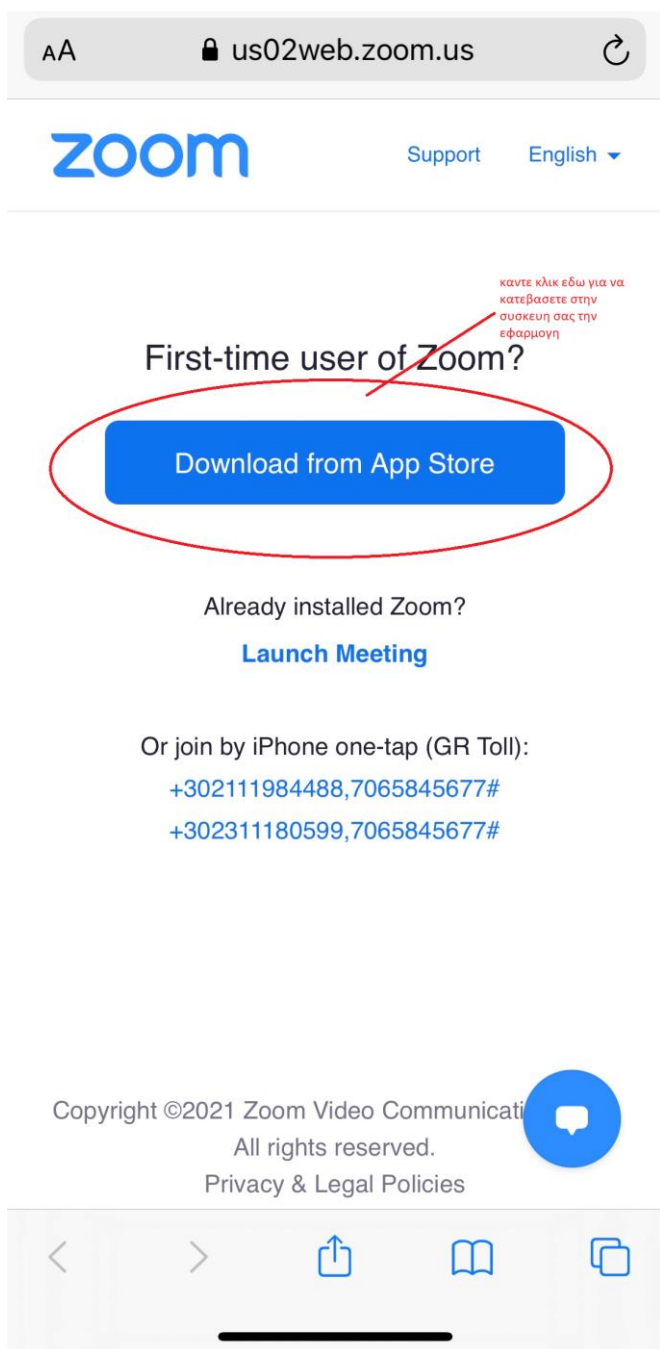 AA us02web.zoom.us
zoom Support English
καντε κλικ εδω για να
κατεβασετε στην
συσκευη σας την
εφαρμογη
First-time user of Zoom?
Download from App Store
Already installed Zoom?
Launch Meeting
Or join by iPhone one-tap (GR Toll):
+302111984488,7065845677#
+302311180599,7065845677#
Copyright ©2021 Zoom Video Communicati
All rights reserved.
Privacy & Legal Policies